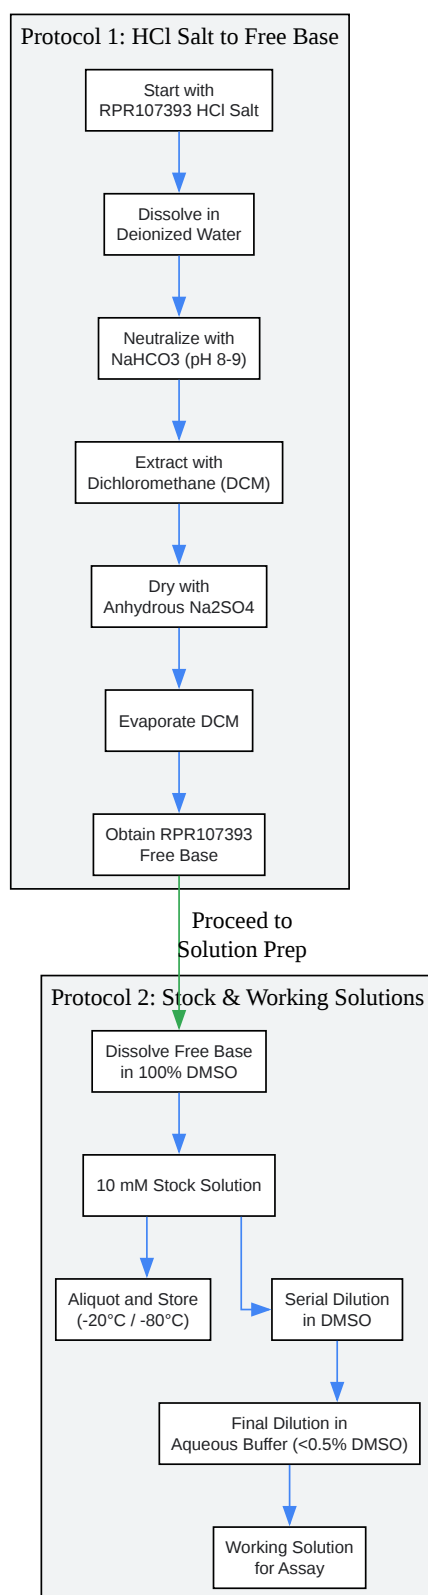 Protocol 1: HCl Salt to Free Base
Start with
RPR107393 HCl Salt
Dissolve in
Deionized Water
Neutralize with
NaHCO3 (pH 8-9)
Extract with
Dichloromethane (DCM)
Dry with
Anhydrous Na2SO4
Evaporate DCM
Obtain RPR107393
Free Base
Proceed to
Solution Prep
Protocol 2: Stock & Working Solutions
Dissolve Free Base
in 100% DMSO
10 mM Stock Solution
Aliquot and Store
(-20°C / -80°C)
Serial Dilution
in DMSO
Final Dilution in
Aqueous Buffer (<0.5% DMSO)
Working Solution
for Assay